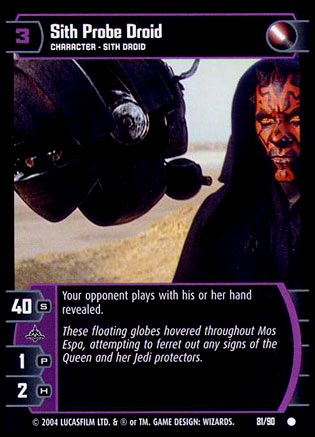 3 Sith Probe Droid
CHARACTER - SITH DROID
40 S
Your opponent plays with his or her hand
revealed.
These floating globes hovered throughout Mos
Espa, attempting to ferret out any signs of the
Queen and her Jedi protectors.
1 P
2 H
© 2004 LUCASFILM LTD. & ® or TM. GAME DESIGN: WIZARDS. 81/90